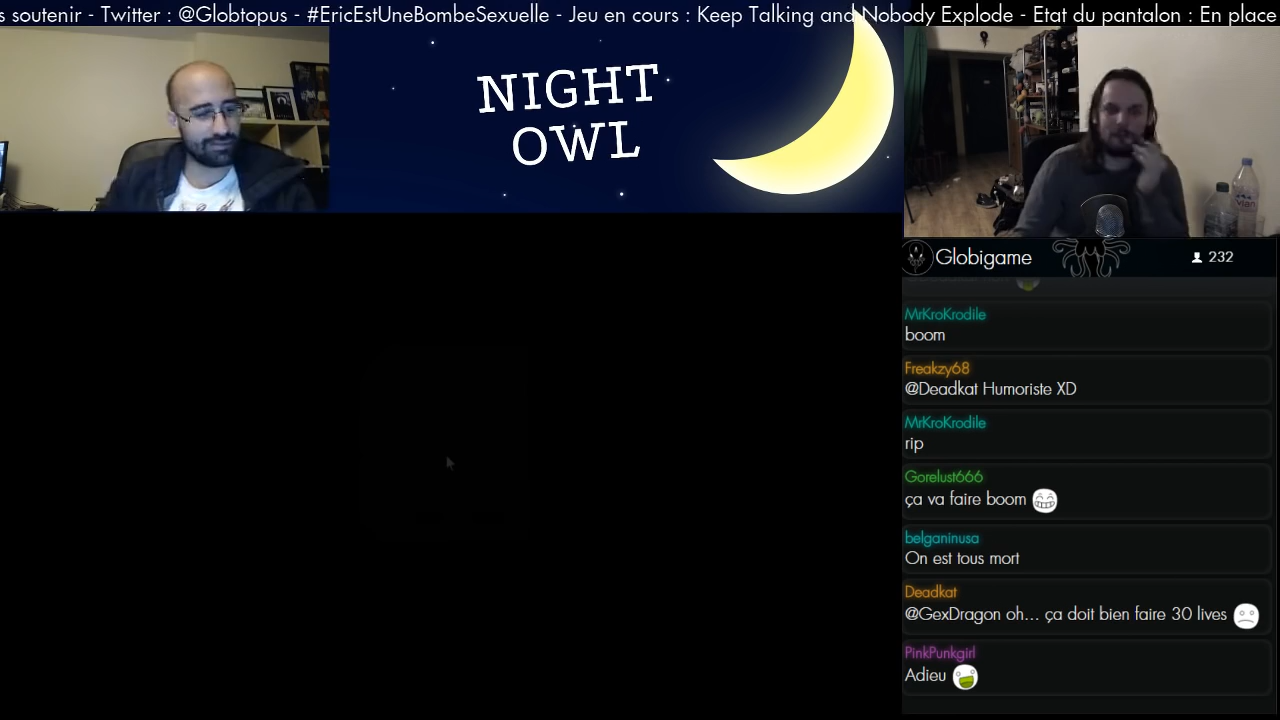 s soutenir - Twitter : @Globtopus - #EricEstUneBombeSexuelle - Jeu en cours : Keep Talking and Nobody Explode - Etat du pantalon : En place
NIGHT
OWL
Globigame
232
MrKroKrodile
boom
Freakzy68
@Deadkat Humoriste XD
MrKroKrodile
rip
Gorelust666
ça va faire boom
belganinusa
On est tous mort
Deadkat
@GexDragon oh... ça doit bien faire 30 lives
PinkPunkgirl
Adieu